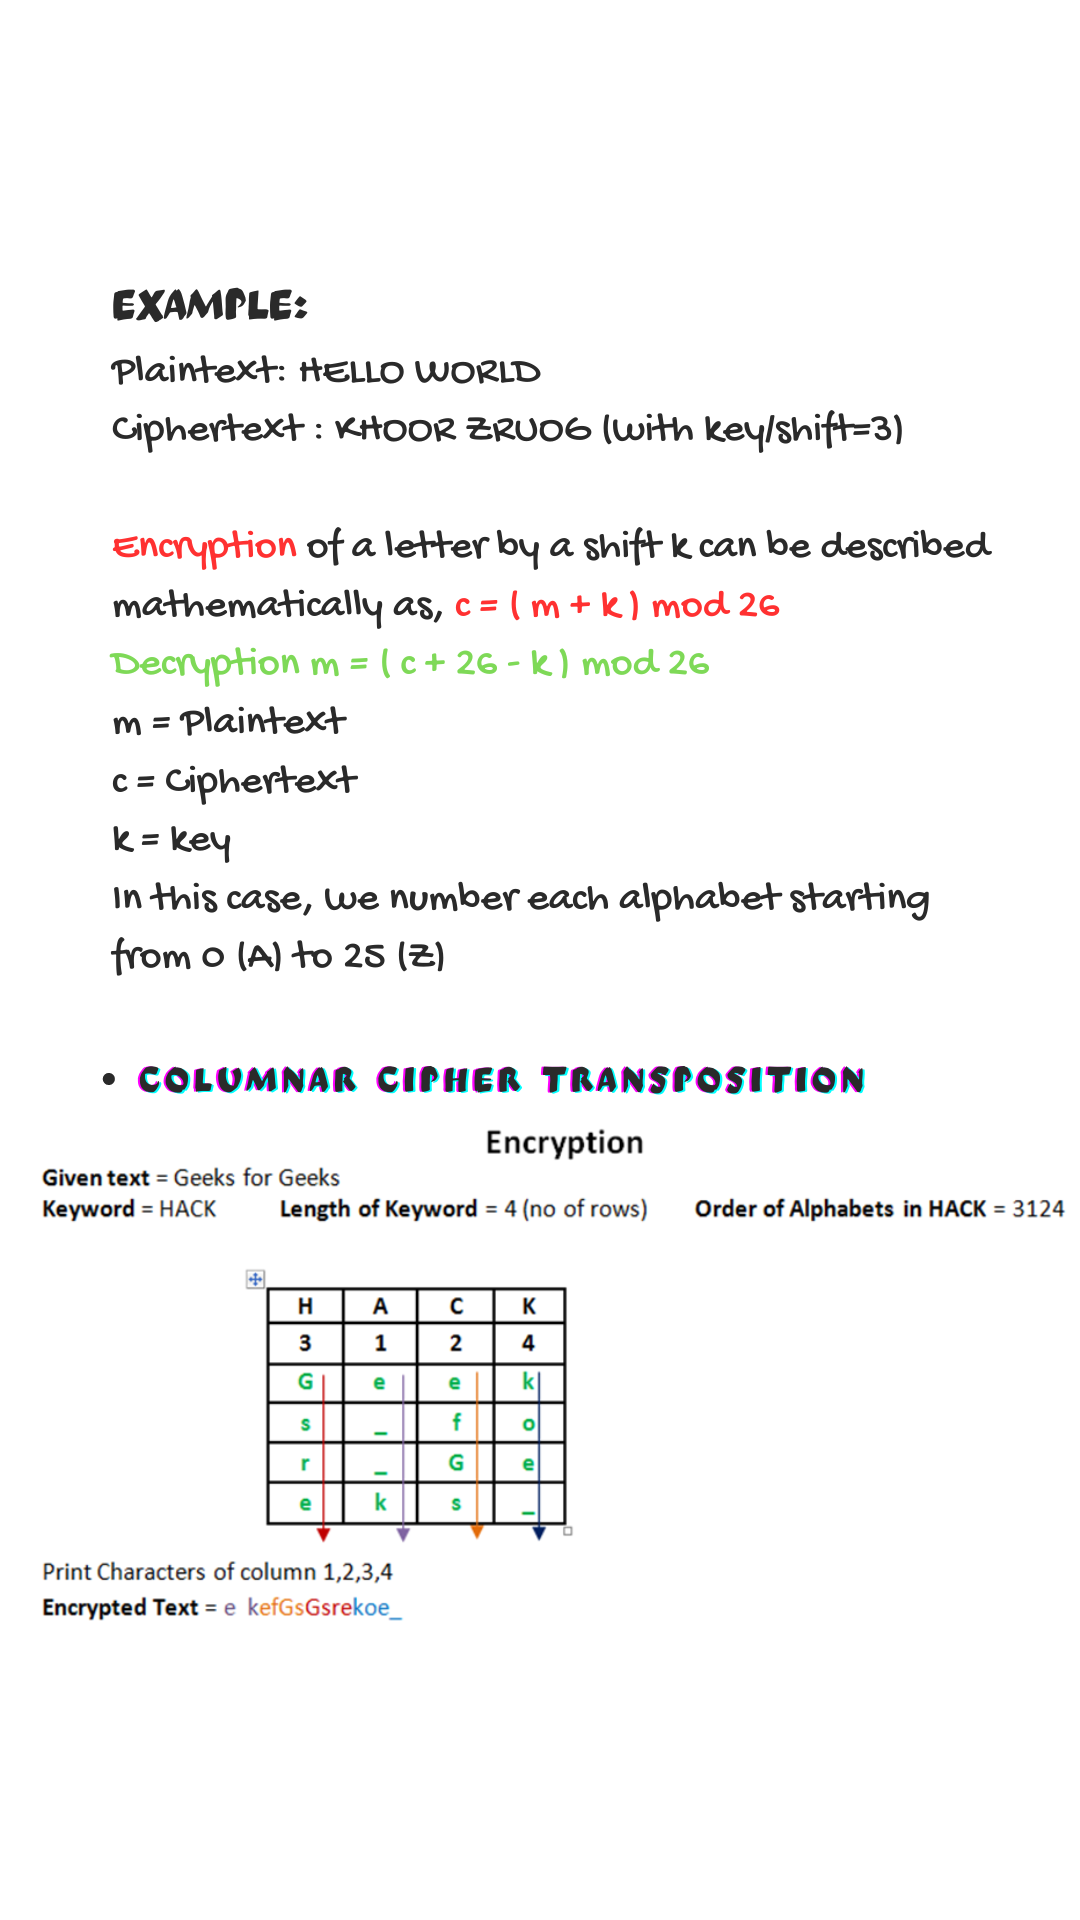 EXAMPLE:
Plaintext: HELLO WORLD
Ciphertext : KHOOR ZRUOG (with key/shift=3)
Encryption of a letter by a shift k can be described
mathematically as, c = ( m + k ) mod 26
Decryption m = ( c + 26 - k ) mod 26
m = Plaintext
c = Ciphertext
k = key
In this case, we number each alphabet starting
from 0 (A) to 25 (Z)
• COLUMNAR CIPHER TRANSPOSITION
Encryption
Given text = Geeks for Geeks
Keyword = HACK Length of Keyword = 4 (no of rows) Order of Alphabets in HACK = 3124
H A C K
3 1 2 4
G e e k
s _ f o
r _ G e
e k s _
Print Characters of column 1,2,3,4
Encrypted Text = e kefGsGsrekoe_